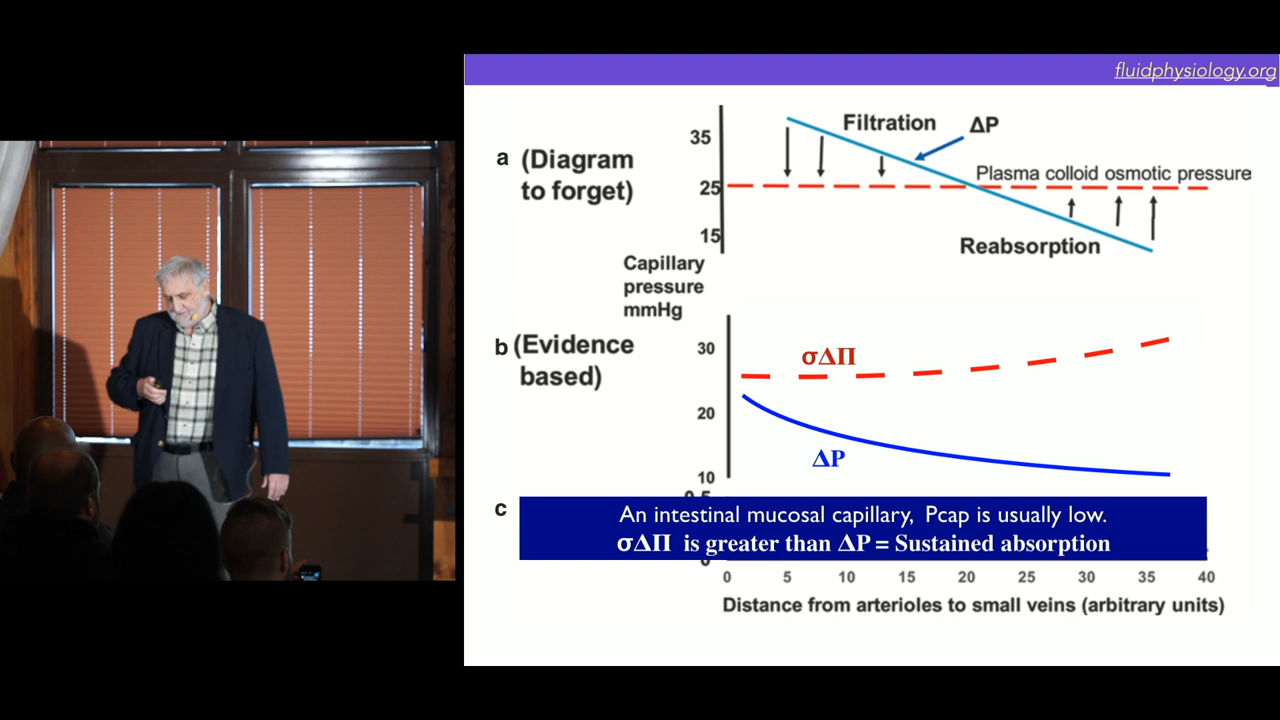 fluidphysiology.org
a (Diagram
to forget)
35
25
15
Filtration
ΔP
Plasma colloid osmotic pressure
Reabsorption
Capillary
pressure
mmHg
b (Evidence
based)
30
20
10
σΔΠ
ΔP
c
An intestinal mucosal capillary, Pcap is usually low.
σΔΠ is greater than ΔP = Sustained absorption
0 5 10 15 20 25 30 35 40
Distance from arterioles to small veins (arbitrary units)